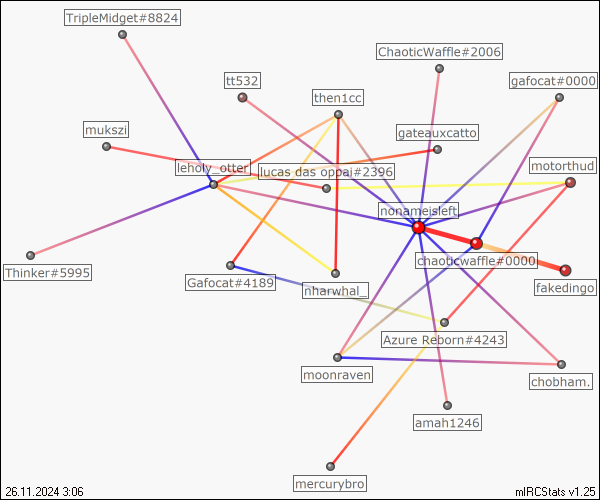 TripleMidget#8824
ChaoticWaffle#2006
tt532
gafocat#0000
then1cc
mukszi
gateauxcatto
leholy_otter
lucas das oppai#2396
motorthud
nonameisleft
chaoticwaffle#0000
Thinker#5995
Gafocat#4189
nharwhal_
fakedingo
Azure Reborn#4243
moonraven
chobham.
amah1246
mercurybro
26.11.2024 3:06
mIRCStats v1.25